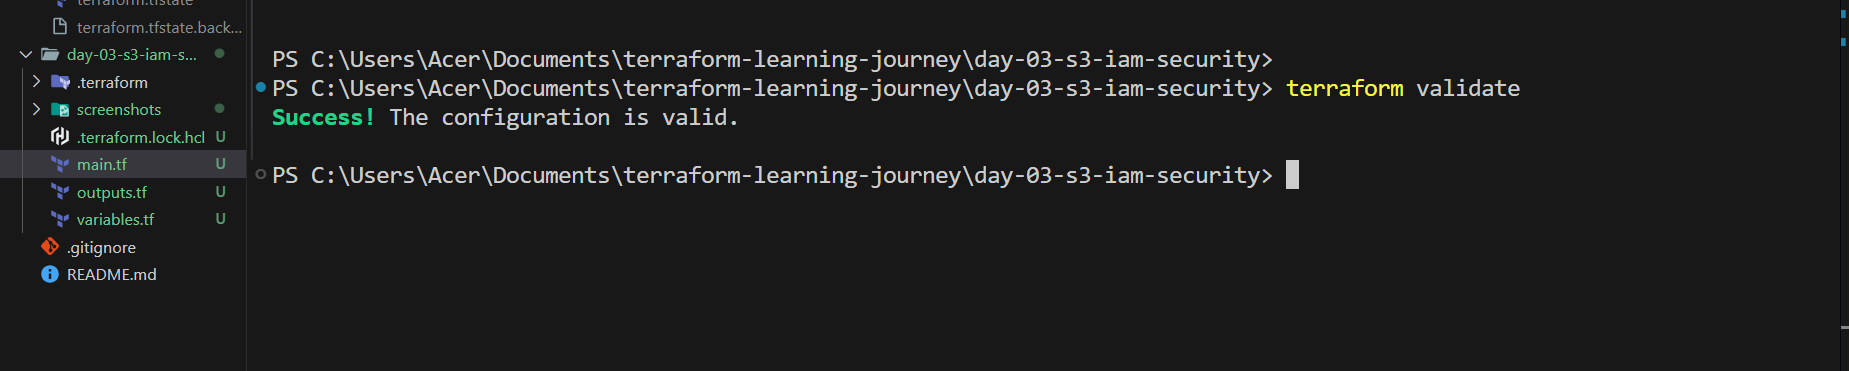 terraform.tfstate
terraform.tfstate.back...
day-03-s3-iam-s...
.terraform
screenshots
.terraform.lock.hcl U
main.tf U
outputs.tf U
variables.tf U
.gitignore
README.md
PS C:\Users\Acer\Documents\terraform-learning-journey\day-03-s3-iam-security>
PS C:\Users\Acer\Documents\terraform-learning-journey\day-03-s3-iam-security> terraform validate
Success! The configuration is valid.
PS C:\Users\Acer\Documents\terraform-learning-journey\day-03-s3-iam-security>